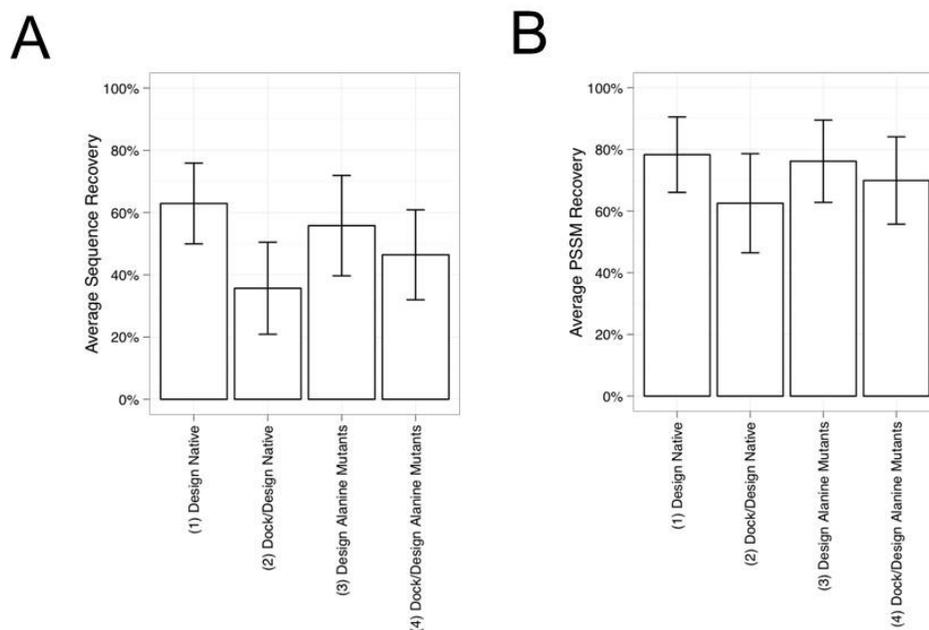 A
Average Sequence Recovery
100%
80%
60%
40%
20%
0%
(1) Design Native
(2) Dock/Design Native
(3) Design Alanine Mutants
(4) Dock/Design Alanine Mutants
B
Average PSSM Recovery
100%
80%
60%
40%
20%
0%
(1) Design Native
(2) Dock/Design Native
(3) Design Alanine Mutants
(4) Dock/Design Alanine Mutants